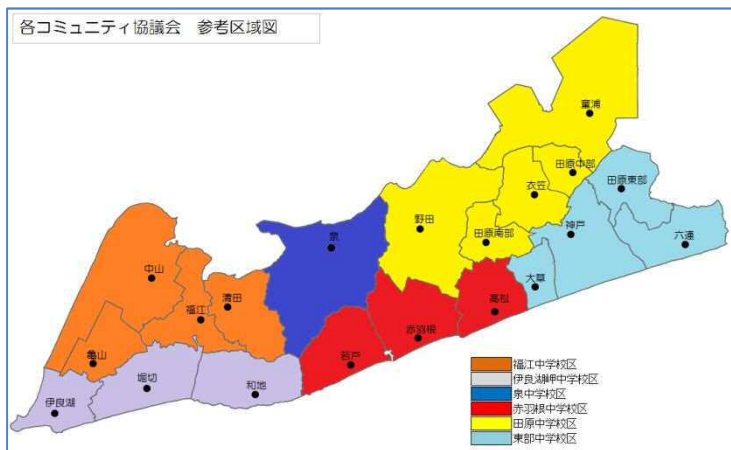 各コミュニティ協議会　参考区域図
童浦
田原中部
田原東部
衣笠
野田
神戸
田原南部
六連
泉
大草
中山
清田
福江
高松
赤羽根
亀山
若戸
堀切
和地
伊良湖
福江中学校区
伊良湖岬中学校区
泉中学校区
赤羽根中学校区
田原中学校区
東部中学校区